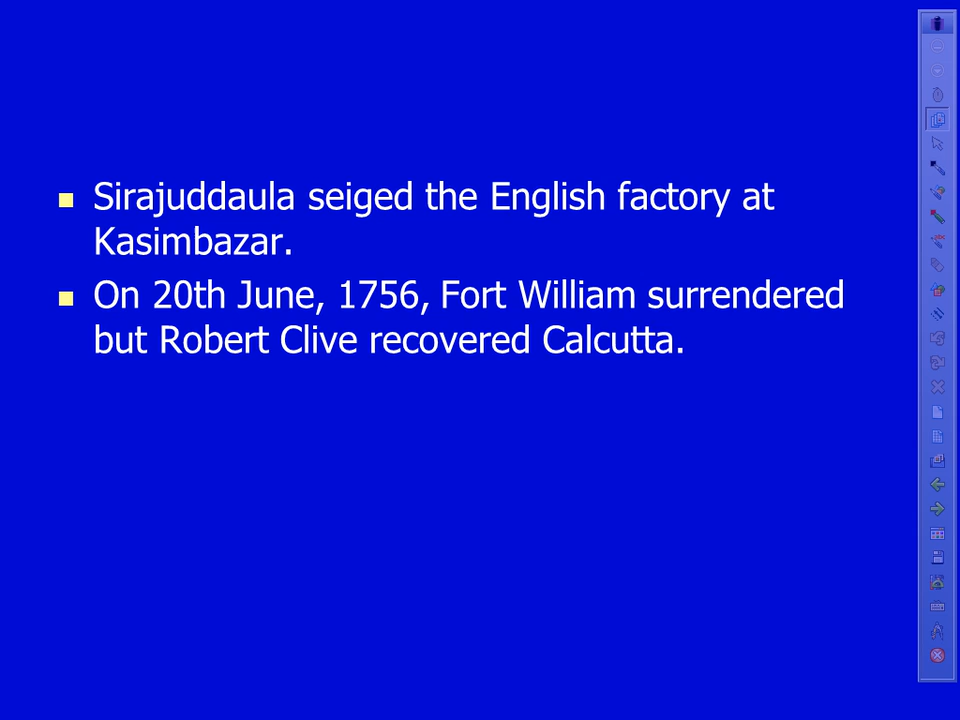 Sirajuddaula seiged the English factory at
Kasimbazar.
On 20th June, 1756, Fort William surrendered
but Robert Clive recovered Calcutta.